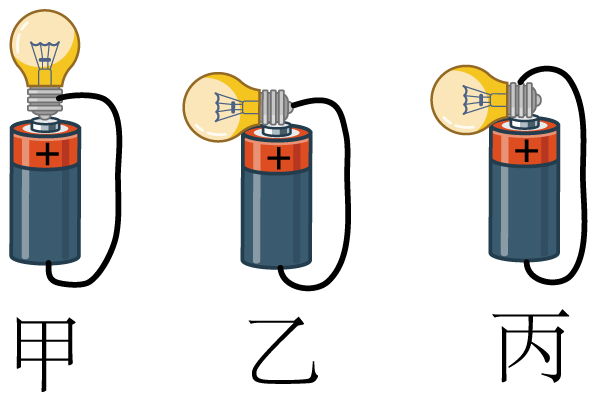 + + +
甲 乙 丙